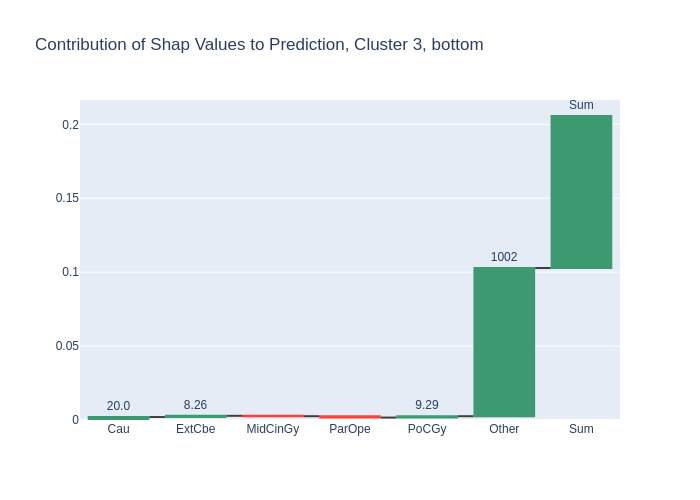 Contribution of Shap Values to Prediction, Cluster 3, bottom
Sum
0.2
0.15
0.1
0.05
0
1002
20.0
8.26
9.29
Cau
ExtCbe
MidCinGy
ParOpe
PoCGy
Other
Sum